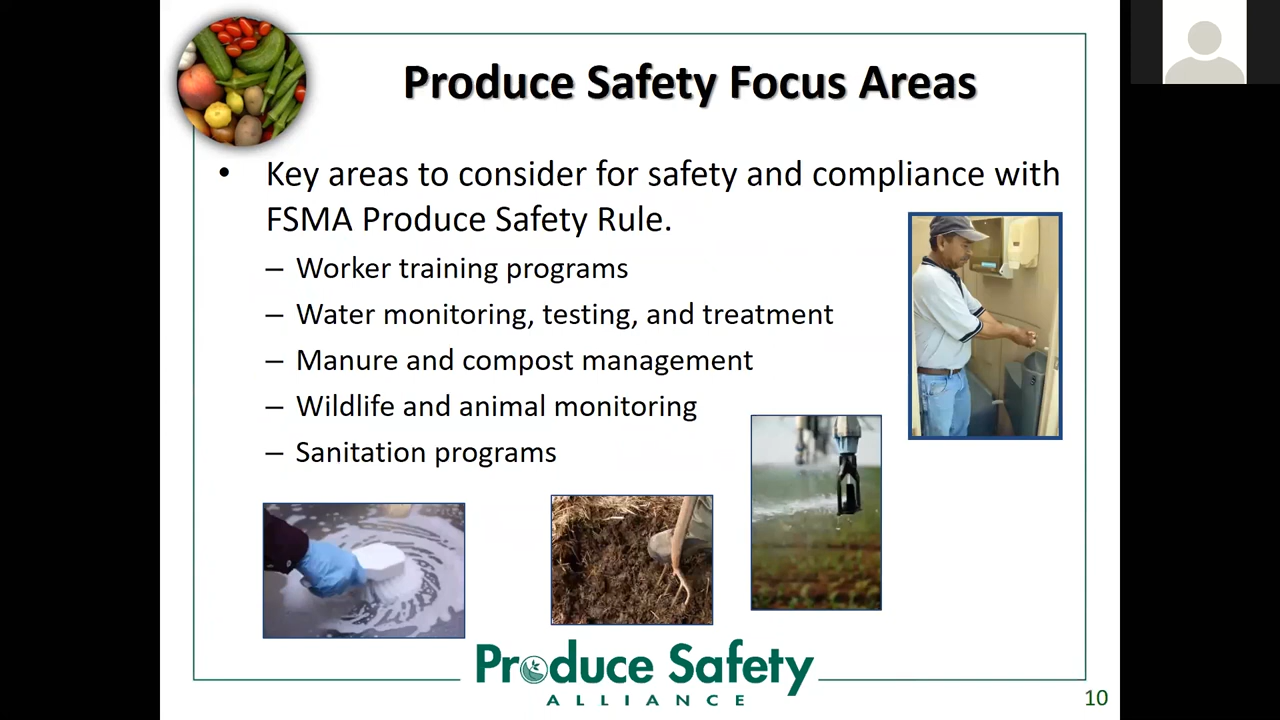 Produce Safety Focus Areas
• Key areas to consider for safety and compliance with
FSMA Produce Safety Rule.
– Worker training programs
– Water monitoring, testing, and treatment
– Manure and compost management
– Wildlife and animal monitoring
– Sanitation programs
Produce Safety
ALLIANCE
10